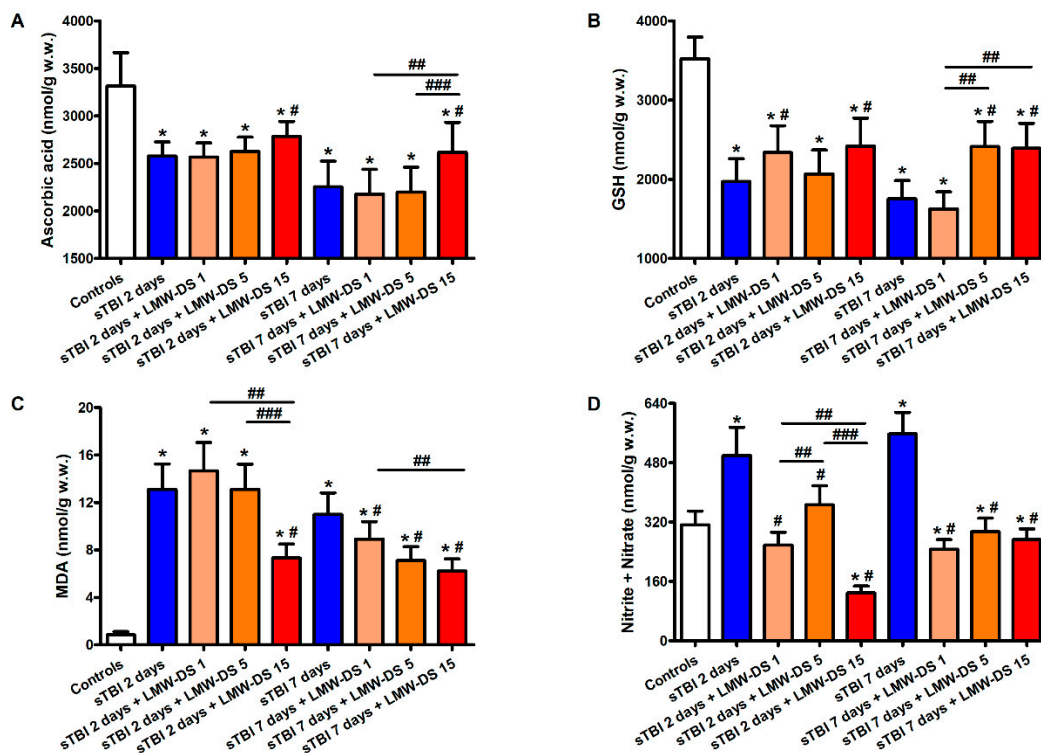 A
Ascorbic acid (nmol/g w.w.)
4000
3500
3000
2500
2000
1500
*
*
*
* #
*
*
*
* #
##
###
Controls
sTBI 2 days
sTBI 2 days + LMW-DS 1
sTBI 2 days + LMW-DS 5
sTBI 2 days + LMW-DS 15
sTBI 7 days
sTBI 7 days + LMW-DS 1
sTBI 7 days + LMW-DS 5
sTBI 7 days + LMW-DS 15
B
GSH (nmol/g w.w.)
4000
3000
2000
1000
*
* #
*
* #
*
*
* #
* #
##
##
Controls
sTBI 2 days
sTBI 2 days + LMW-DS 1
sTBI 2 days + LMW-DS 5
sTBI 2 days + LMW-DS 15
sTBI 7 days
sTBI 7 days + LMW-DS 1
sTBI 7 days + LMW-DS 5
sTBI 7 days + LMW-DS 15
C
MDA (nmol/g w.w.)
20
16
12
8
4
0
*
*
*
* #
*
* #
* #
* #
##
###
##
Controls
sTBI 2 days
sTBI 2 days + LMW-DS 1
sTBI 2 days + LMW-DS 5
sTBI 2 days + LMW-DS 15
sTBI 7 days
sTBI 7 days + LMW-DS 1
sTBI 7 days + LMW-DS 5
sTBI 7 days + LMW-DS 15
D
Nitrite + Nitrate (nmol/g w.w.)
640
480
320
160
0
*
#
#
* #
*
* #
* #
* #
##
###
##
Controls
sTBI 2 days
sTBI 2 days + LMW-DS 1
sTBI 2 days + LMW-DS 5
sTBI 2 days + LMW-DS 15
sTBI 7 days
sTBI 7 days + LMW-DS 1
sTBI 7 days + LMW-DS 5
sTBI 7 days + LMW-DS 15